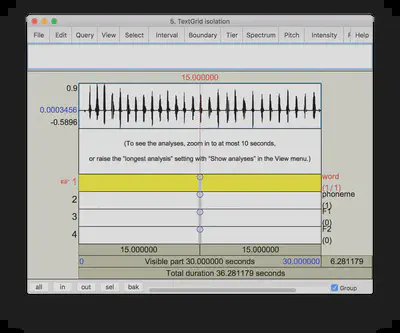 5. TextGrid isolation
File Edit Query View Select Interval Boundary Tier Spectrum Pitch Intensity Help
15.000000
0.9
0.0003456
-0.5896
(To see the analyses, zoom in to at most 10 seconds,
or raise the "longest analysis" setting with "Show analyses" in the View menu.)
1 word
(1/1)
2 phoneme
(1)
3 F1
(0)
4 F2
(0)
15.000000 15.000000
0 Visible part 30.000000 seconds 30.000000 6.281179
Total duration 36.281179 seconds
all in out sel bak Group